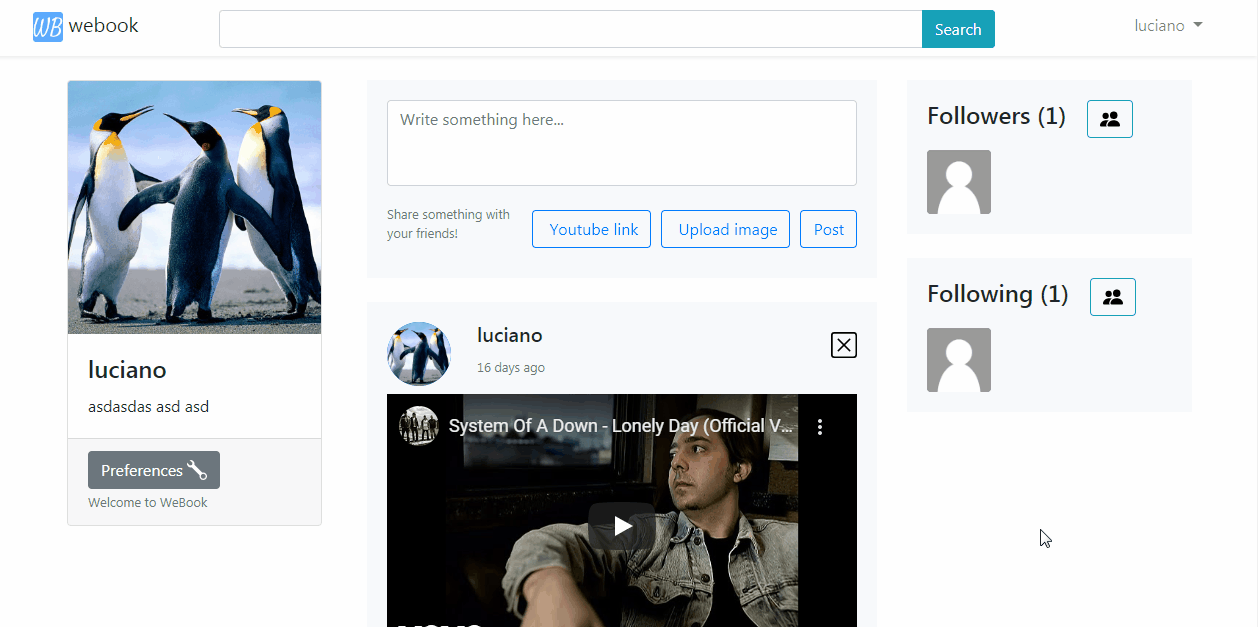 WB webook
Search
luciano
luciano
asdasdas asd asd
Preferences
Welcome to WeBook
Write something here...
Share something with
your friends!
Youtube link
Upload image
Post
luciano
16 days ago
System Of A Down - Lonely Day (Official V...
Followers (1)
Following (1)